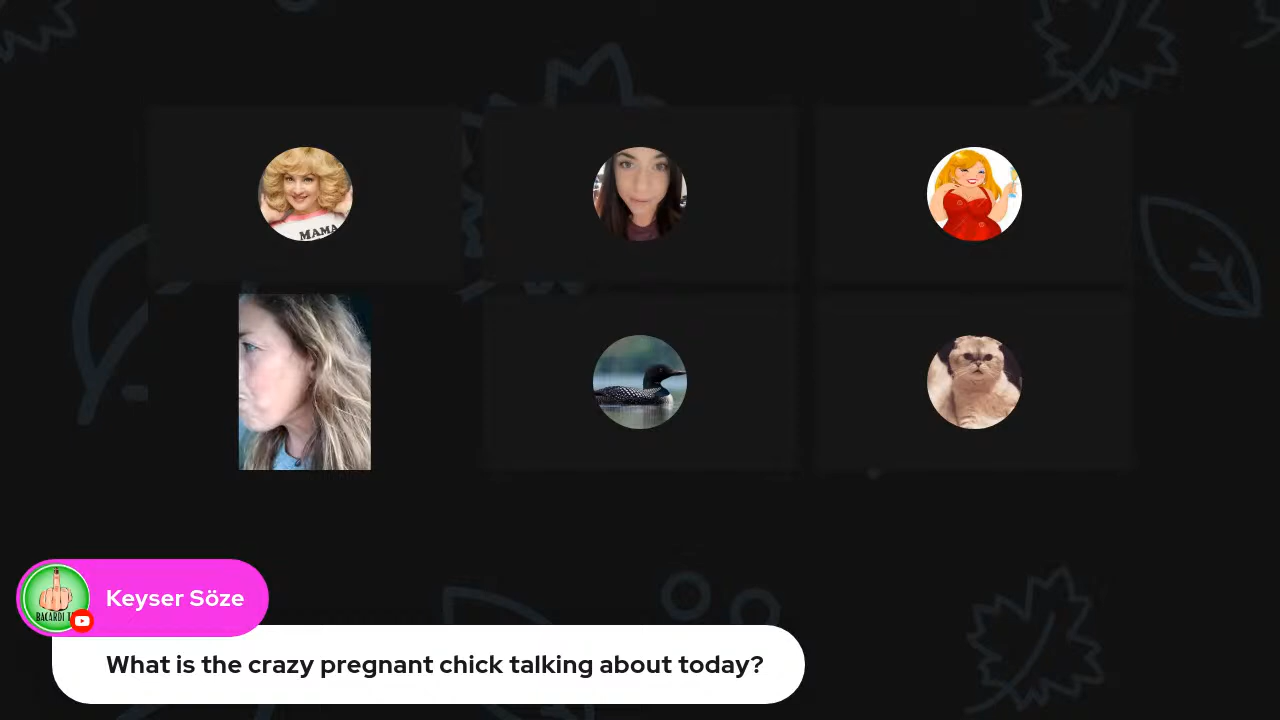 MAMA
Keyser Söze
BACARDI
What is the crazy pregnant chick talking about today?